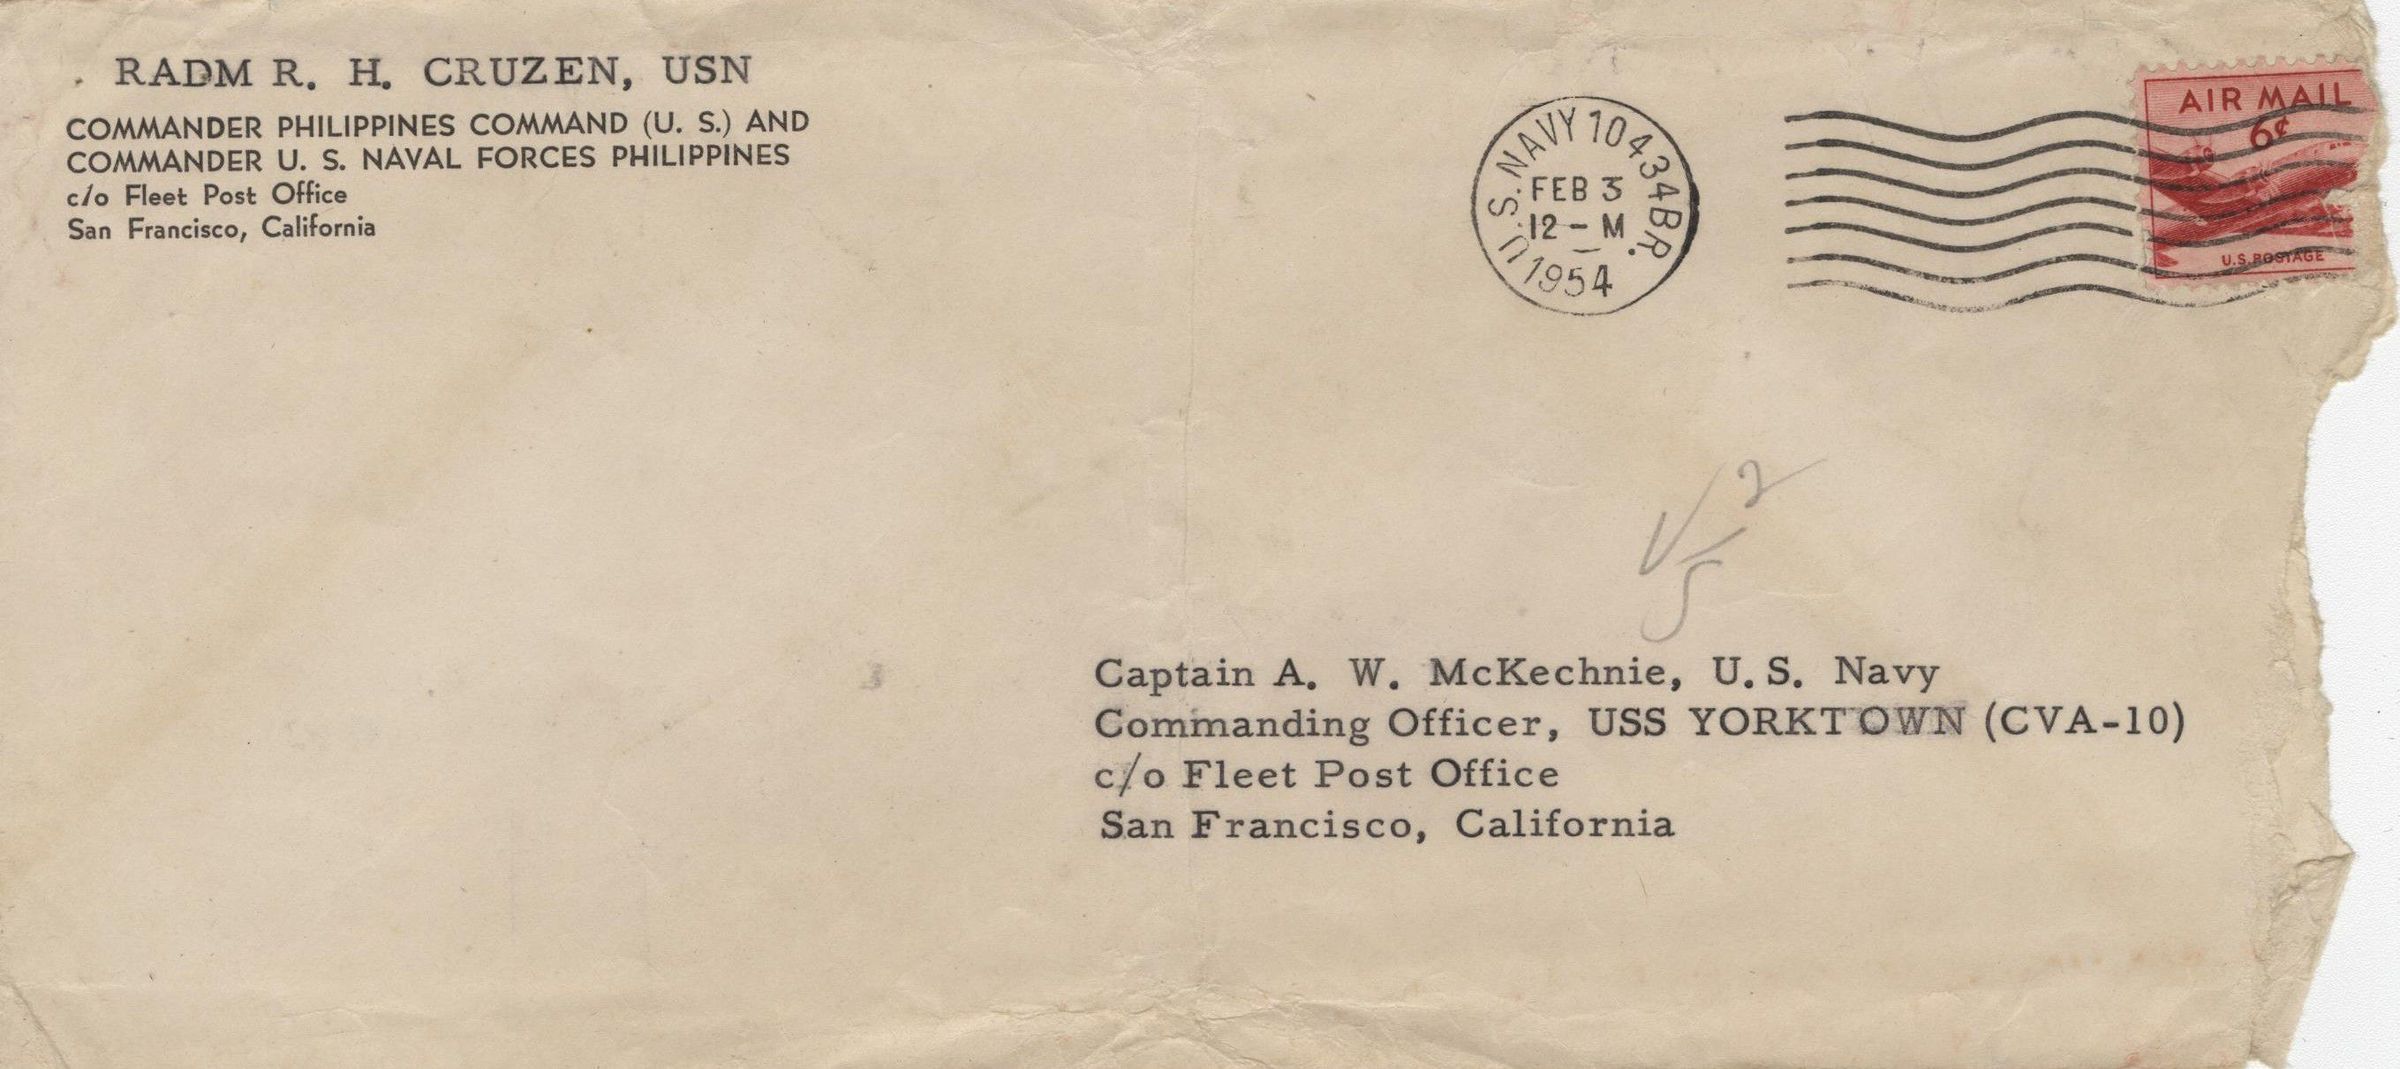 RADM R. H. CRUZEN, USN
COMMANDER PHILIPPINES COMMAND (U. S.) AND
COMMANDER U. S. NAVAL FORCES PHILIPPINES
c/o Fleet Post Office
San Francisco, California
U.S. NAVY 10434 BR.
FEB 3
12 - M
1954
AIR MAIL
6¢
U.S. POSTAGE
V2
5
Captain A. W. McKechnie, U.S. Navy
Commanding Officer, USS YORKTOWN (CVA-10)
c/o Fleet Post Office
San Francisco, California